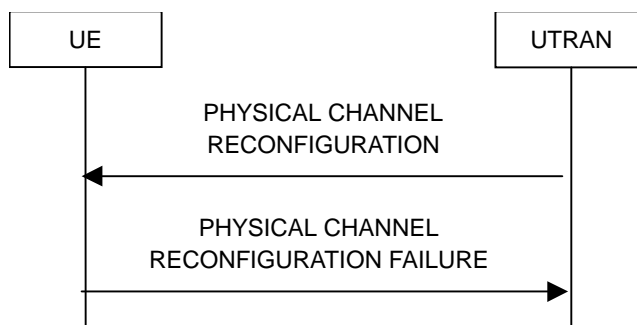 UE
UTRAN
PHYSICAL CHANNEL
RECONFIGURATION
PHYSICAL CHANNEL
RECONFIGURATION FAILURE